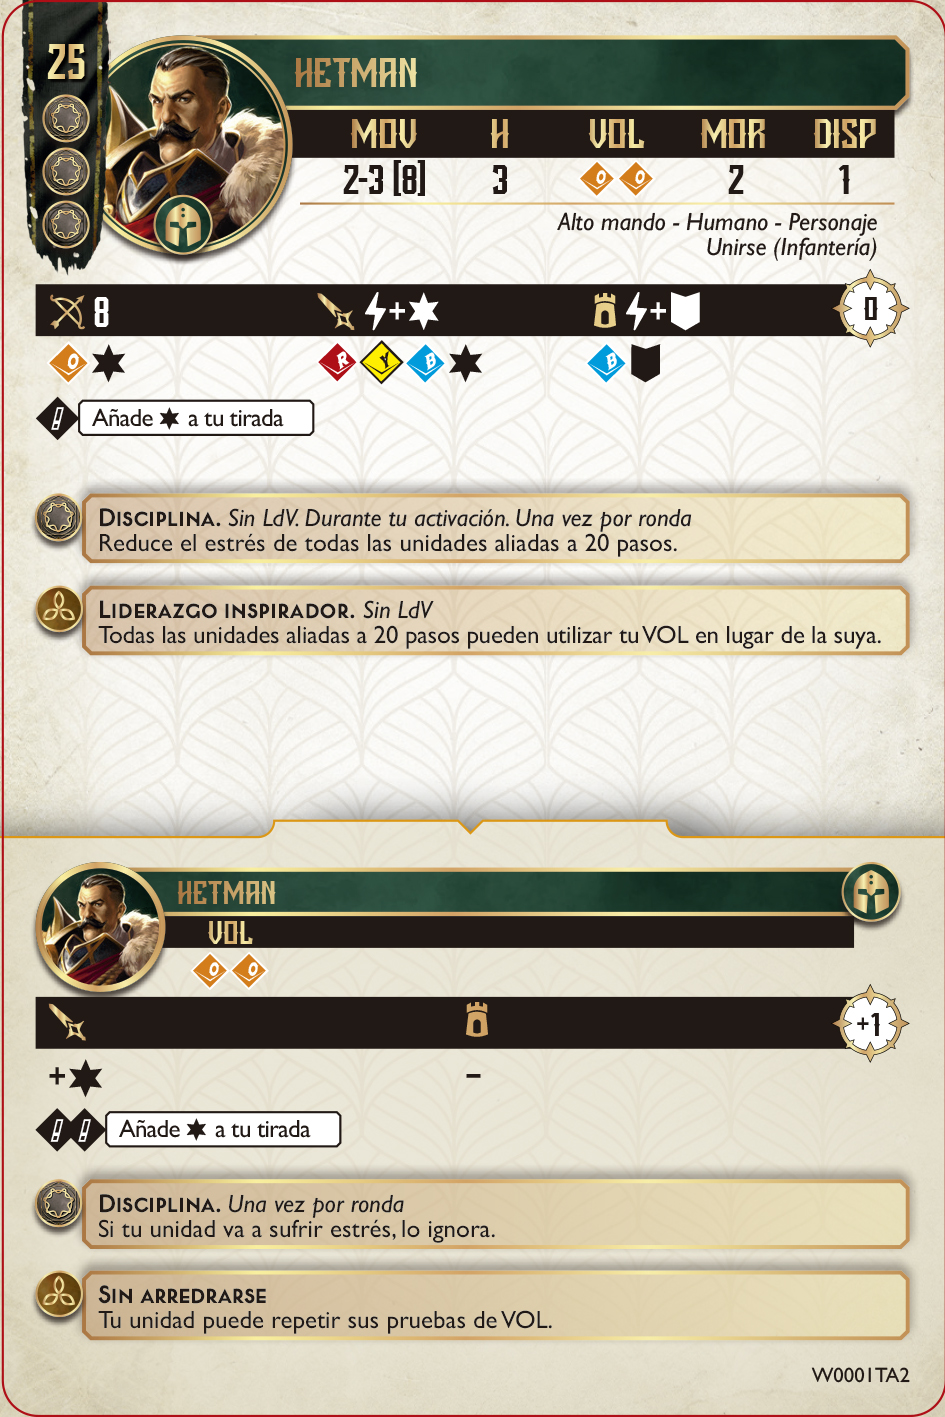 25
HETMAN
MOV H VOL MOR DISP
2-3 [8] 3 O O 2 1
Alto mando - Humano - Personaje
Unirse (Infantería)
8 + + 0
O R Y B B
! Añade a tu tirada
DISCIPLINA. Sin LdV. Durante tu activación. Una vez por ronda
Reduce el estrés de todas las unidades aliadas a 20 pasos.
LIDERAZGO INSPIRADOR. Sin LdV
Todas las unidades aliadas a 20 pasos pueden utilizar tu VOL en lugar de la suya.
HETMAN
VOL
O O
+1
+ –
! ! Añade a tu tirada
DISCIPLINA. Una vez por ronda
Si tu unidad va a sufrir estrés, lo ignora.
SIN ARREDRARSE
Tu unidad puede repetir sus pruebas de VOL.
W0001TA2